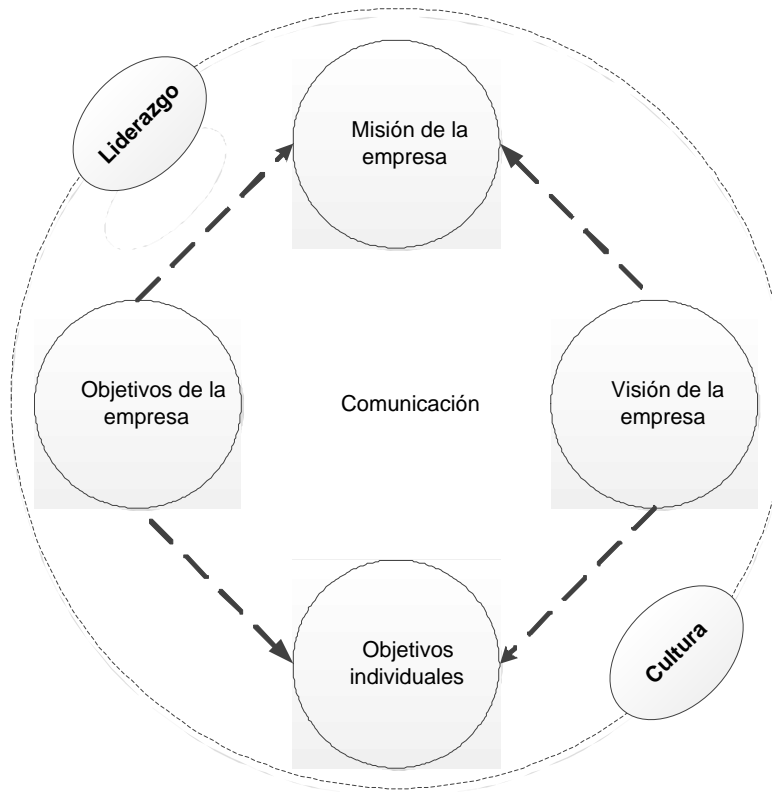 Liderazgo
Misión de la
empresa
Objetivos de la
empresa
Comunicación
Visión de la
empresa
Objetivos
individuales
Cultura